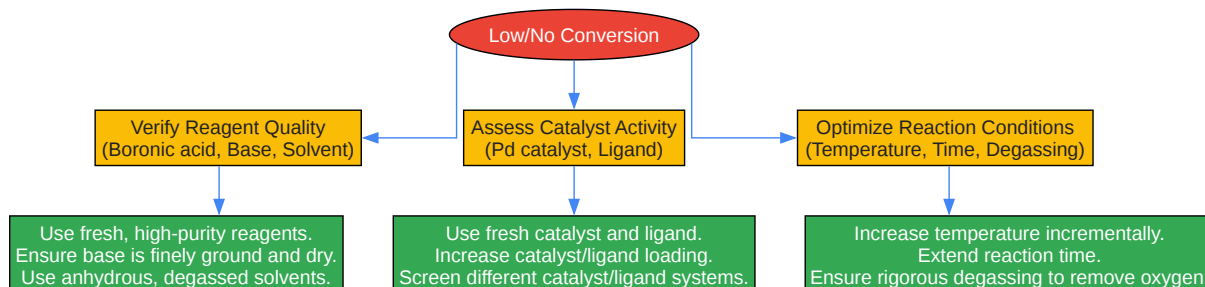 Low/No Conversion
Verify Reagent Quality
(Boronic acid, Base, Solvent)
Assess Catalyst Activity
(Pd catalyst, Ligand)
Optimize Reaction Conditions
(Temperature, Time, Degassing)
Use fresh, high-purity reagents.
Ensure base is finely ground and dry.
Use anhydrous, degassed solvents.
Use fresh catalyst and ligand.
Increase catalyst/ligand loading.
Screen different catalyst/ligand systems.
Increase temperature incrementally.
Extend reaction time.
Ensure rigorous degassing to remove oxygen